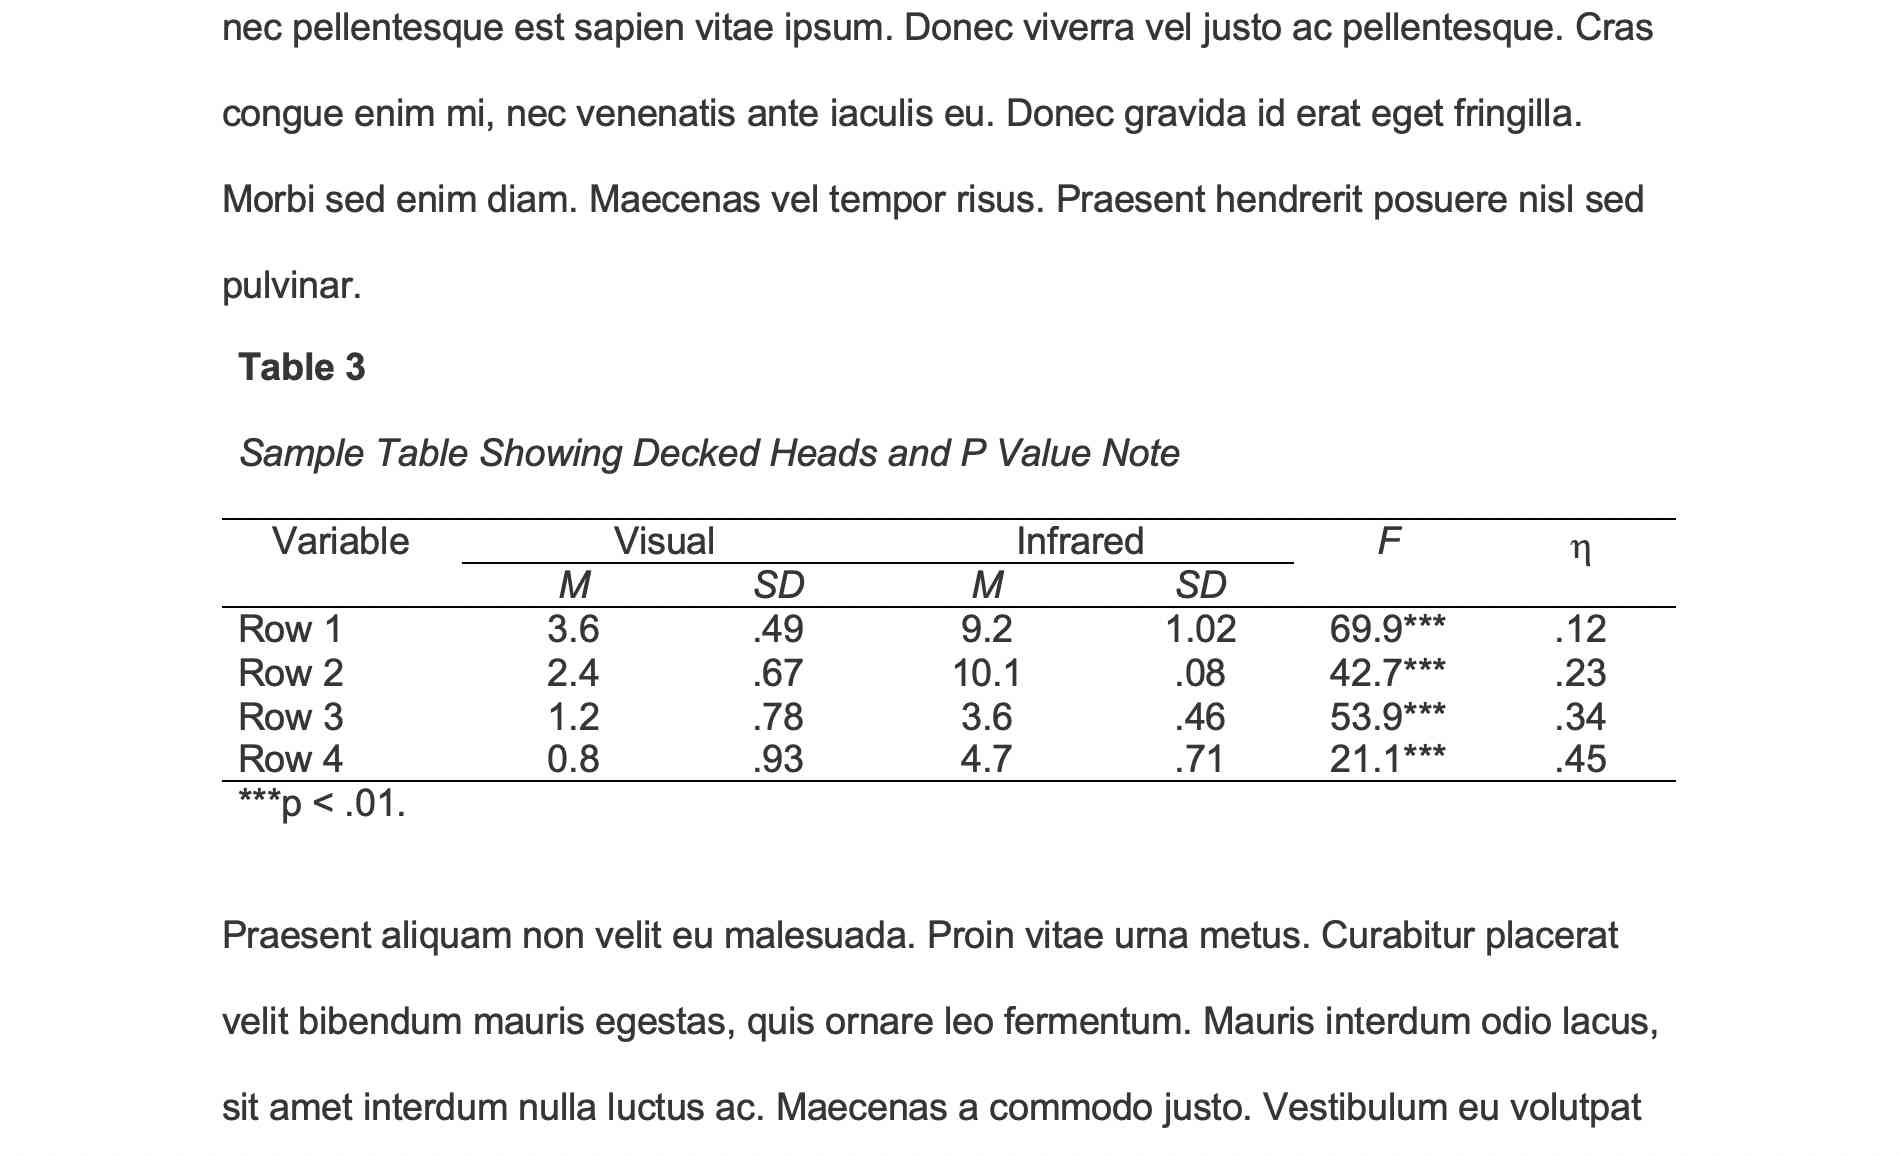 nec pellentesque est sapien vitae ipsum. Donec viverra vel justo ac pellentesque. Cras
congue enim mi, nec venenatis ante iaculis eu. Donec gravida id erat eget fringilla.
Morbi sed enim diam. Maecenas vel tempor risus. Praesent hendrerit posuere nisl sed
pulvinar.
Table 3
Sample Table Showing Decked Heads and P Value Note
Variable Visual Infrared F η
M SD M SD
Row 1 3.6 .49 9.2 1.02 69.9*** .12
Row 2 2.4 .67 10.1 .08 42.7*** .23
Row 3 1.2 .78 3.6 .46 53.9*** .34
Row 4 0.8 .93 4.7 .71 21.1*** .45
***p < .01.
Praesent aliquam non velit eu malesuada. Proin vitae urna metus. Curabitur placerat
velit bibendum mauris egestas, quis ornare leo fermentum. Mauris interdum odio lacus,
sit amet interdum nulla luctus ac. Maecenas a commodo justo. Vestibulum eu volutpat